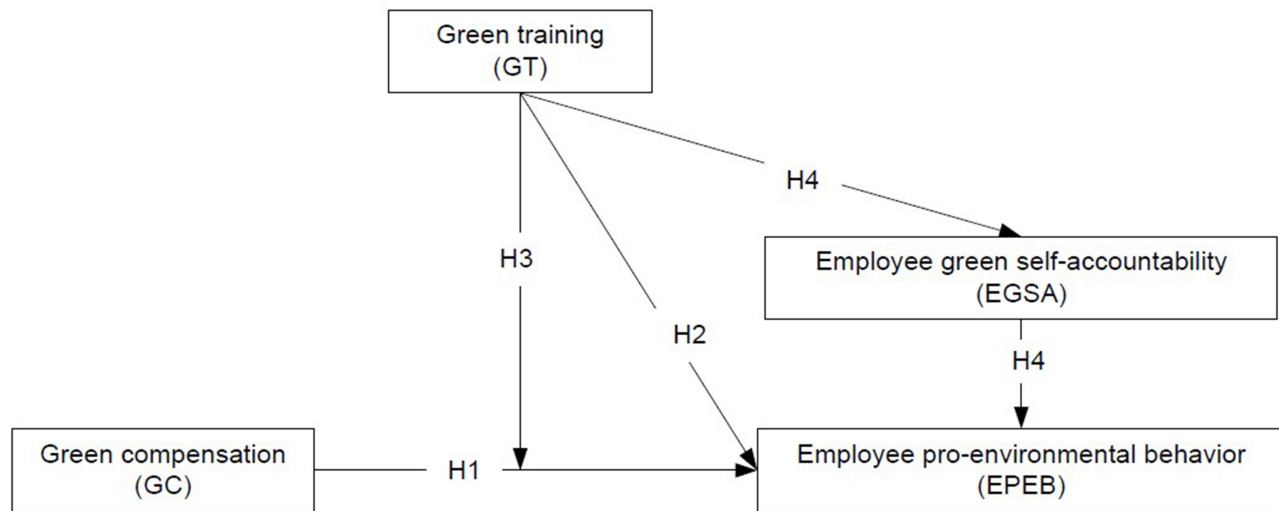 Green training
(GT)
H4
H3
Employee green self-accountability
(EGSA)
H2
H4
Green compensation
(GC)
H1
Employee pro-environmental behavior
(EPEB)